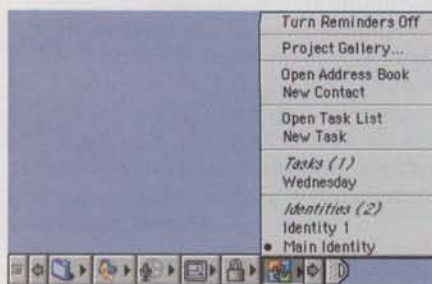 Turn Reminders Off
Project Gallery...
Open Address Book
New Contact
Open Task List
New Task
Tasks (1)
Wednesday
Identities (2)
Identity 1
• Main Identity